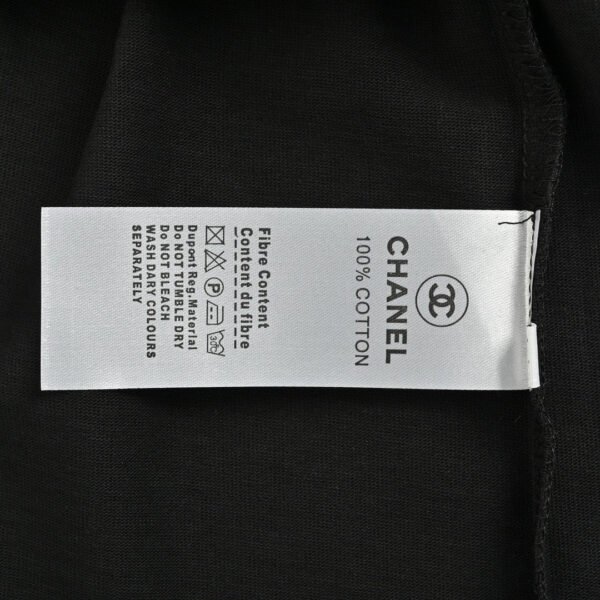 CHANEL
100% COTTON
Fibre Content
Content du fibre
P
30℃
Dupont Reg.Material
DO NOT TUMBLE DRY
DO NOT BLEACH
WASH DARY COLOURS
SEPARATELY